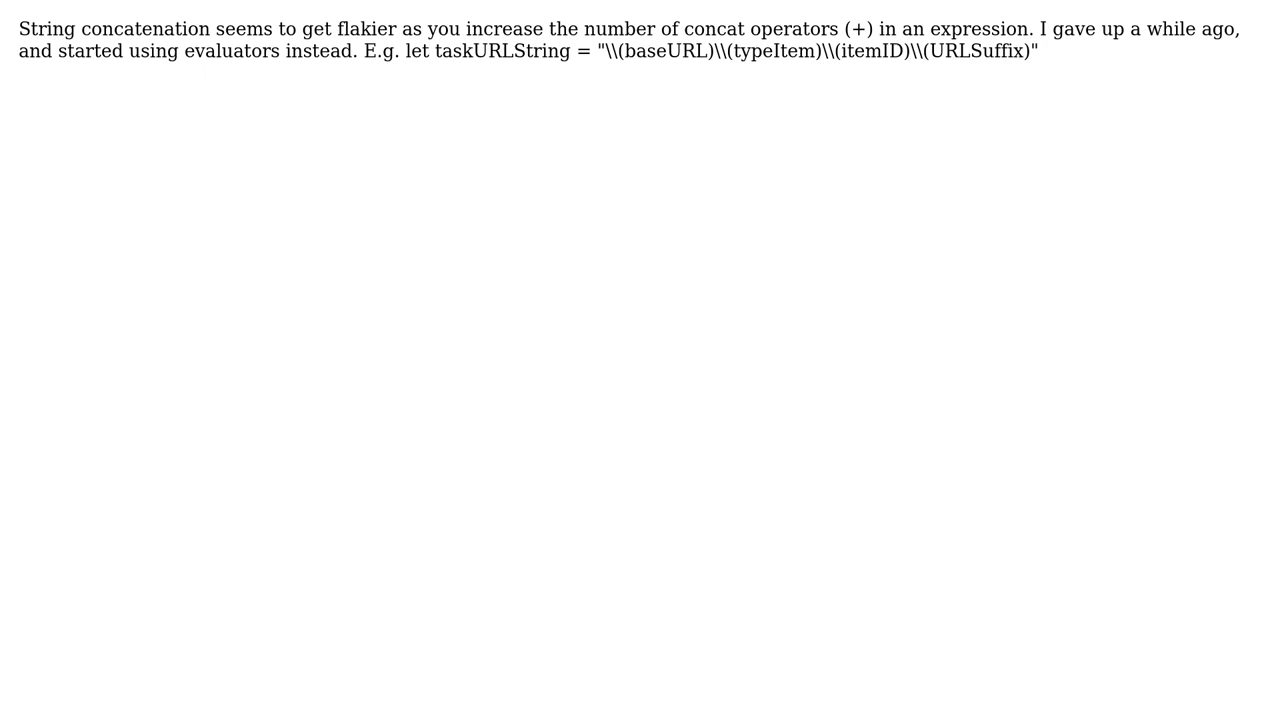 String concatenation seems to get flakier as you increase the number of concat operators (+) in an expression. I gave up a while ago,
and started using evaluators instead. E.g. let taskURLString = "\\(baseURL)\\(typeItem)\\(itemID)\\(URLSuffix)"